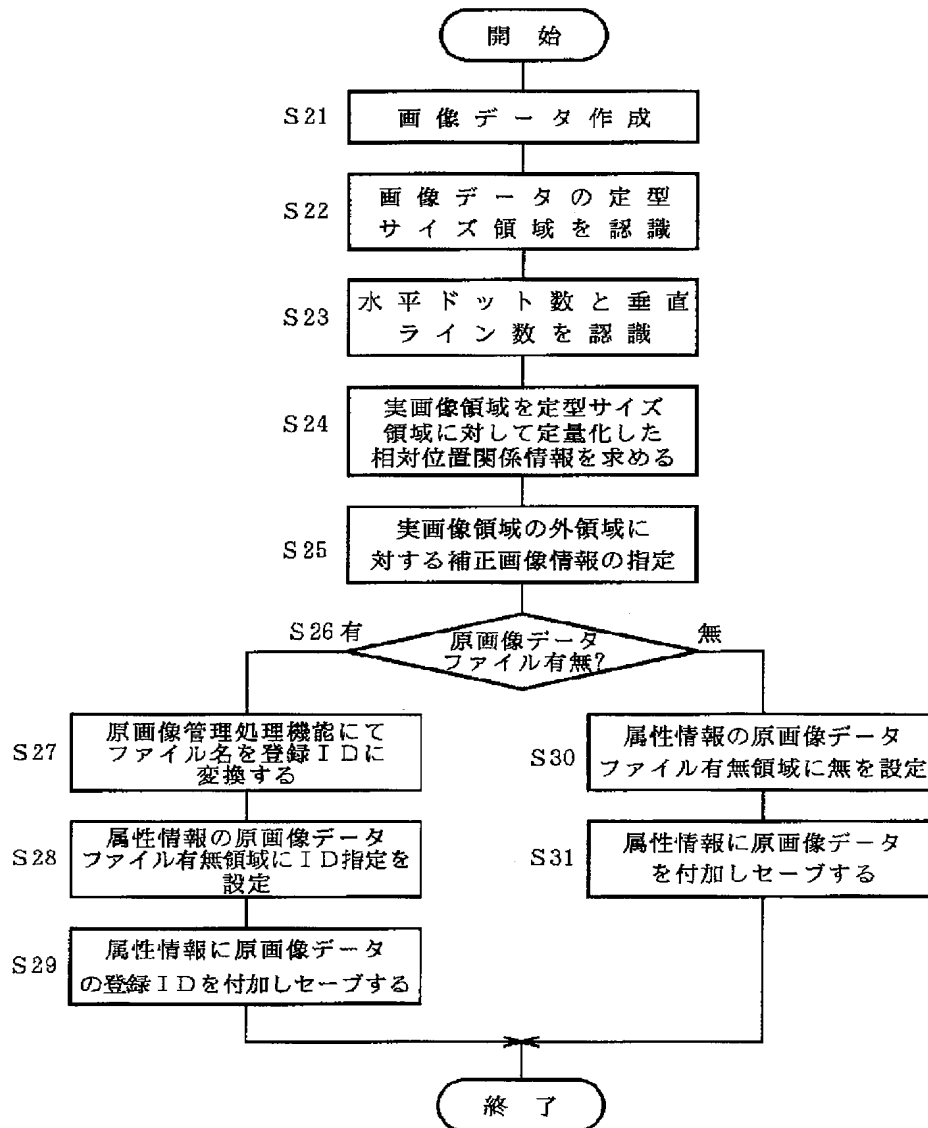 開始
S21
画像データ作成
S22
画像データの定型
サイズ領域を認識
S23
水平ドット数と垂直
ライン数を認識
S24
実画像領域を定型サイズ
領域に対して定量化した
相対位置関係情報を求める
S25
実画像領域の外領域に
対する補正画像情報の指定
S26有
原画像データ
ファイル有無?
無
S27
原画像管理処理機能にて
ファイル名を登録IDに
変換する
S28
属性情報の原画像データ
ファイル有無領域にID指定を
設定
S29
属性情報に原画像データ
の登録IDを付加しセーブする
S30
属性情報の原画像データ
ファイル有無領域に無を設定
S31
属性情報に原画像データ
を付加しセーブする
終了